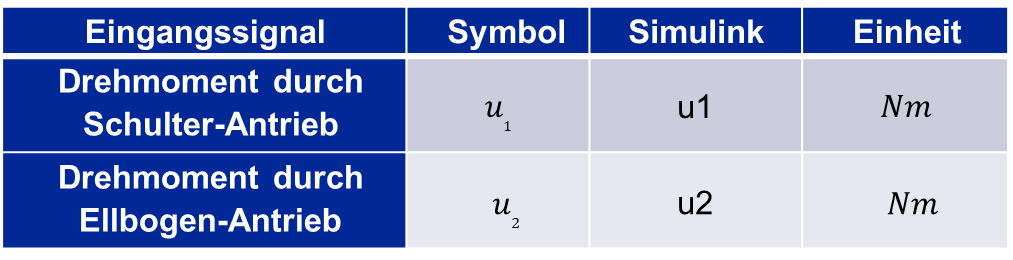 Eingangssignal Symbol Simulink Einheit
Drehmoment durch
Schulter-Antrieb u₁ u1 Nm
Drehmoment durch
Ellbogen-Antrieb u₂ u2 Nm